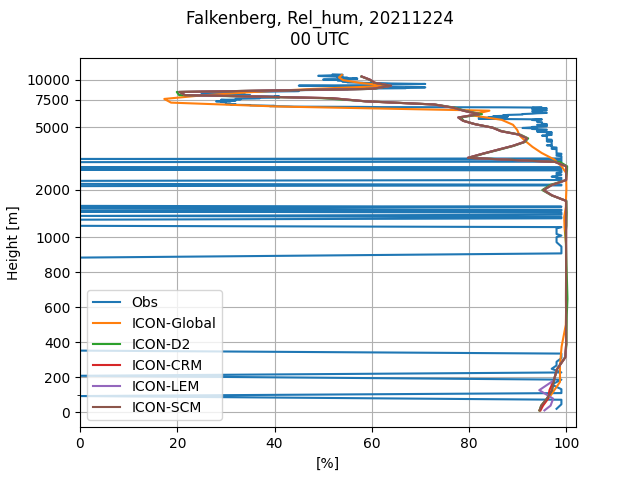 Falkenberg, Rel_hum, 20211224
00 UTC
10000
7500
5000
2000
1000
800
600
400
200
0
Height [m]
Obs
ICON-Global
ICON-D2
ICON-CRM
ICON-LEM
ICON-SCM
0 20 40 60 80 100
[%]